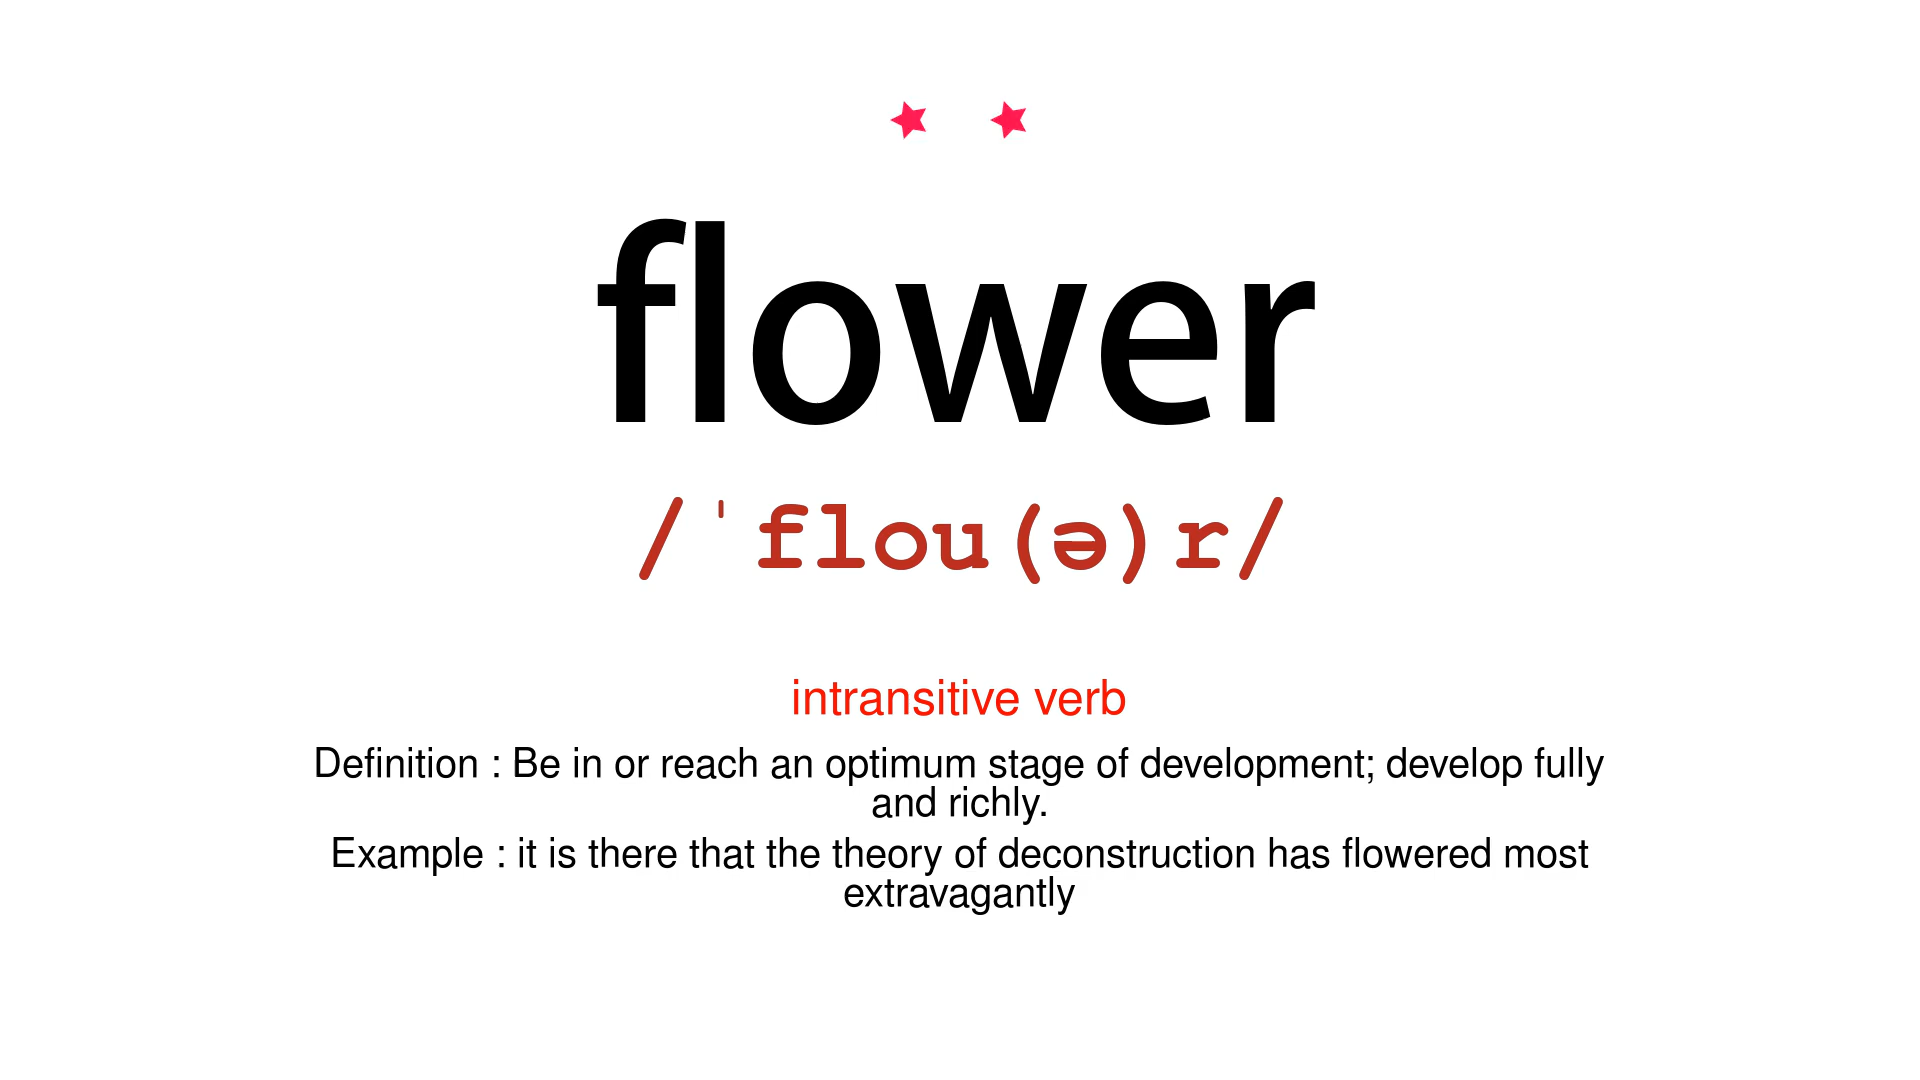 flower
/ˈflou(ə)r/
intransitive verb
Definition : Be in or reach an optimum stage of development; develop fully
and richly.
Example : it is there that the theory of deconstruction has flowered most
extravagantly